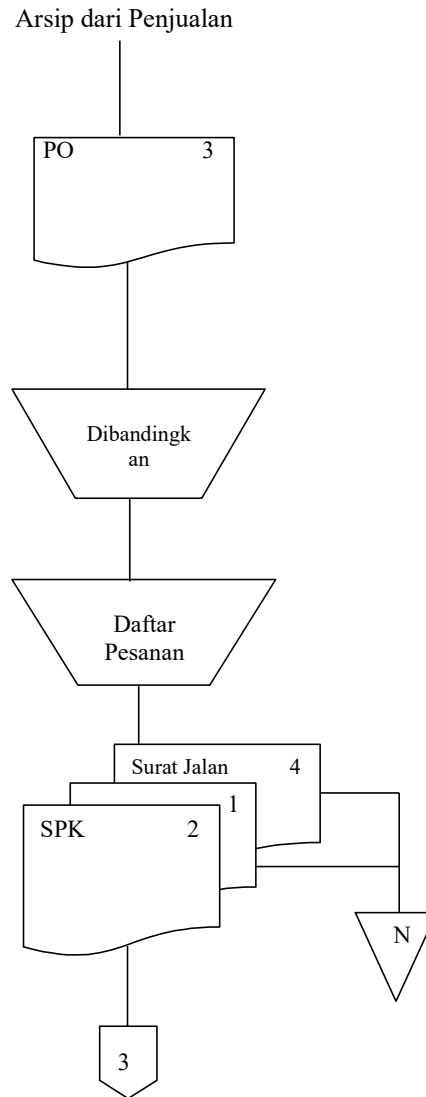 Arsip dari Penjualan
PO 3
Dibandingk
an
Daftar
Pesanan
Surat Jalan 4
1
SPK 2
N
3